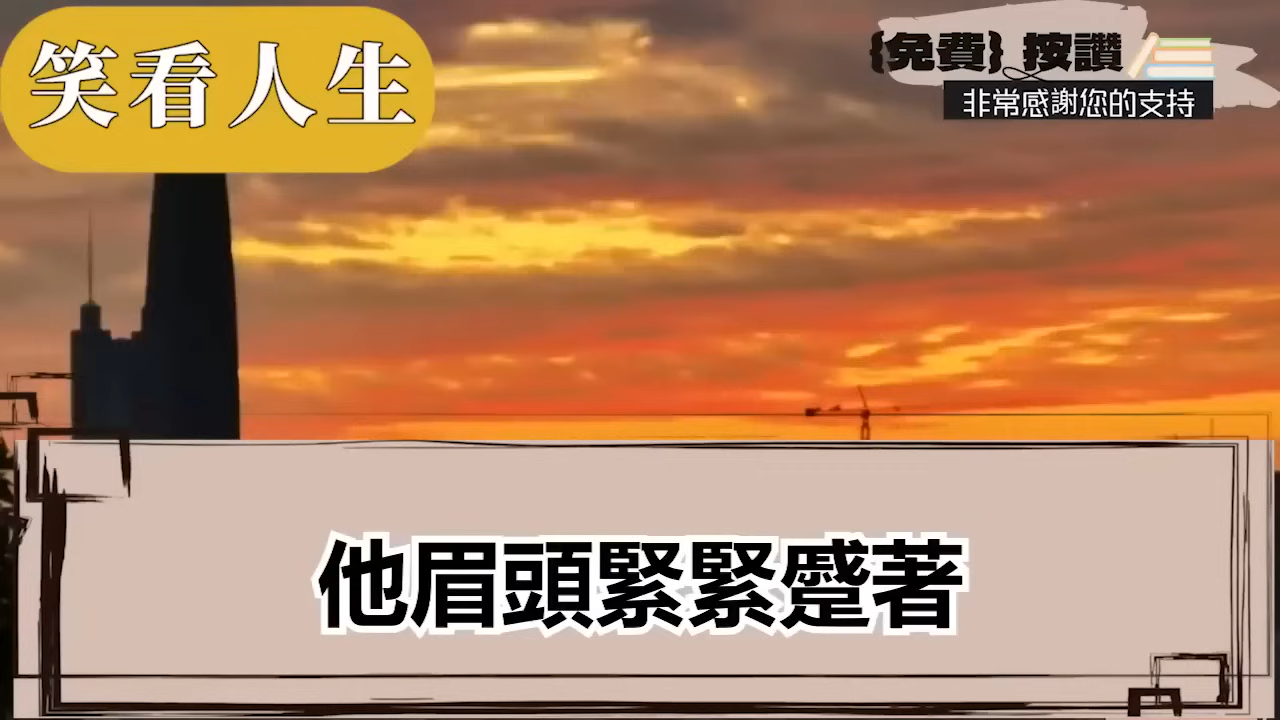 笑看人生
{免費} 按讚
非常感謝您的支持
他眉頭緊緊蹙著